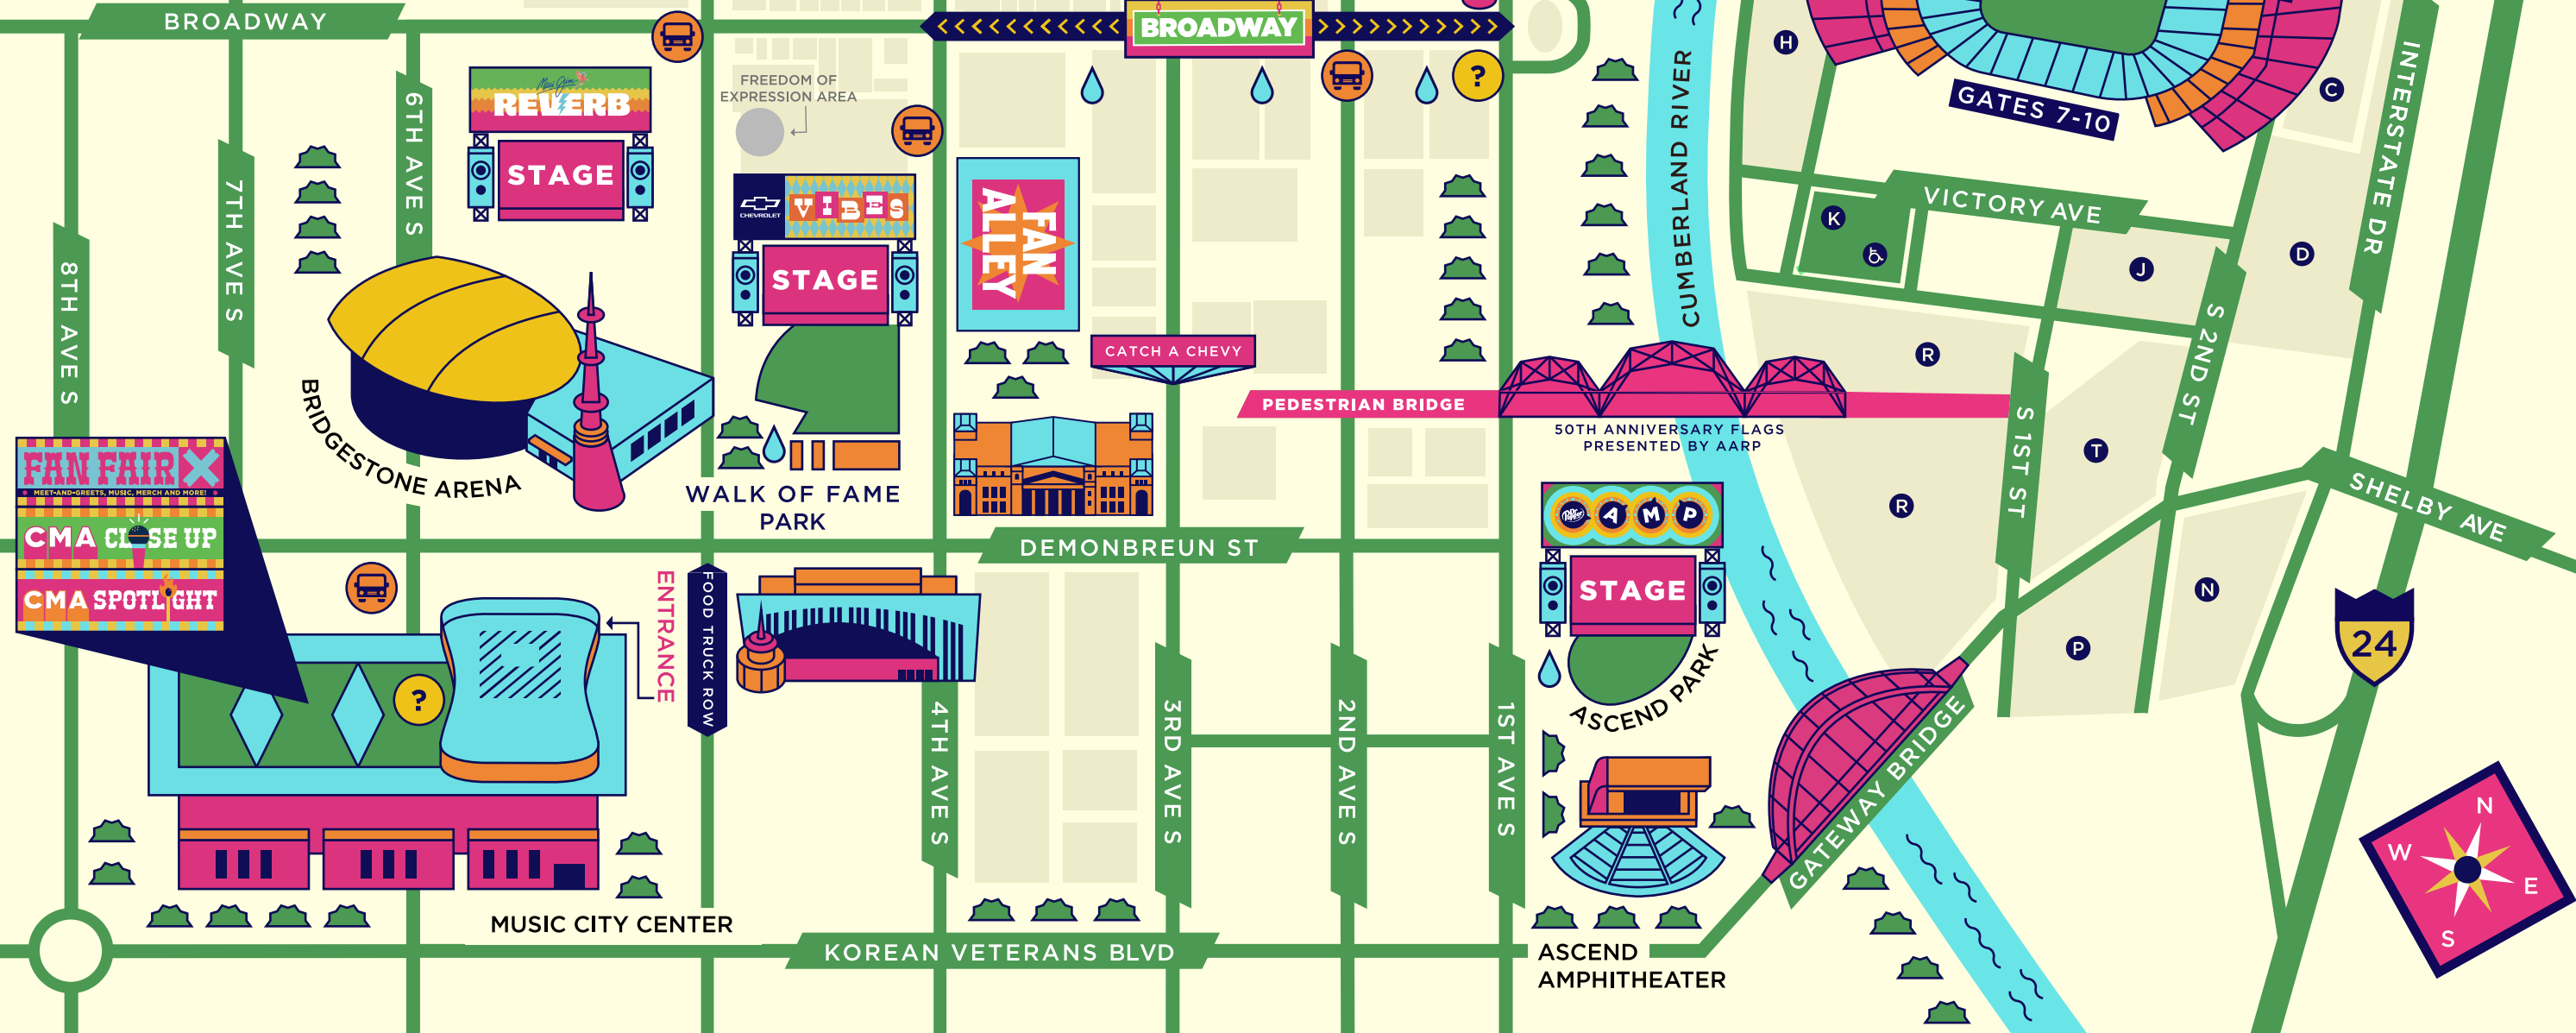 BROADWAY
<<<<<<<<<<<< BROADWAY >>>>>>>>>>>>
6TH AVE S
7TH AVE S
8TH AVE S
REVERB
STAGE
FREEDOM OF
EXPRESSION AREA
CHEVROLET
VIBES
STAGE
FAN
ALLEY
CATCH A CHEVY
?
CUMBERLAND RIVER
H
GATES 7-10
C
INTERSTATE DR
VICTORY AVE
K
J
D
S 2ND ST
R
S 1ST ST
T
R
SHELBY AVE
N
P
24
PEDESTRIAN BRIDGE
50TH ANNIVERSARY FLAGS
PRESENTED BY AARP
BRIDGESTONE ARENA
WALK OF FAME
PARK
FAN FAIR X
MEET-AND-GREETS, MUSIC, MERCH AND MORE!
CMA CLOSE UP
CMA SPOTLIGHT
DEMONBREUN ST
Dr Pepper
AMP
STAGE
ASCEND PARK
ENTRANCE
FOOD TRUCK ROW
?
4TH AVE S
3RD AVE S
2ND AVE S
1ST AVE S
GATEWAY BRIDGE
MUSIC CITY CENTER
KOREAN VETERANS BLVD
ASCEND
AMPHITHEATER
N
W
E
S